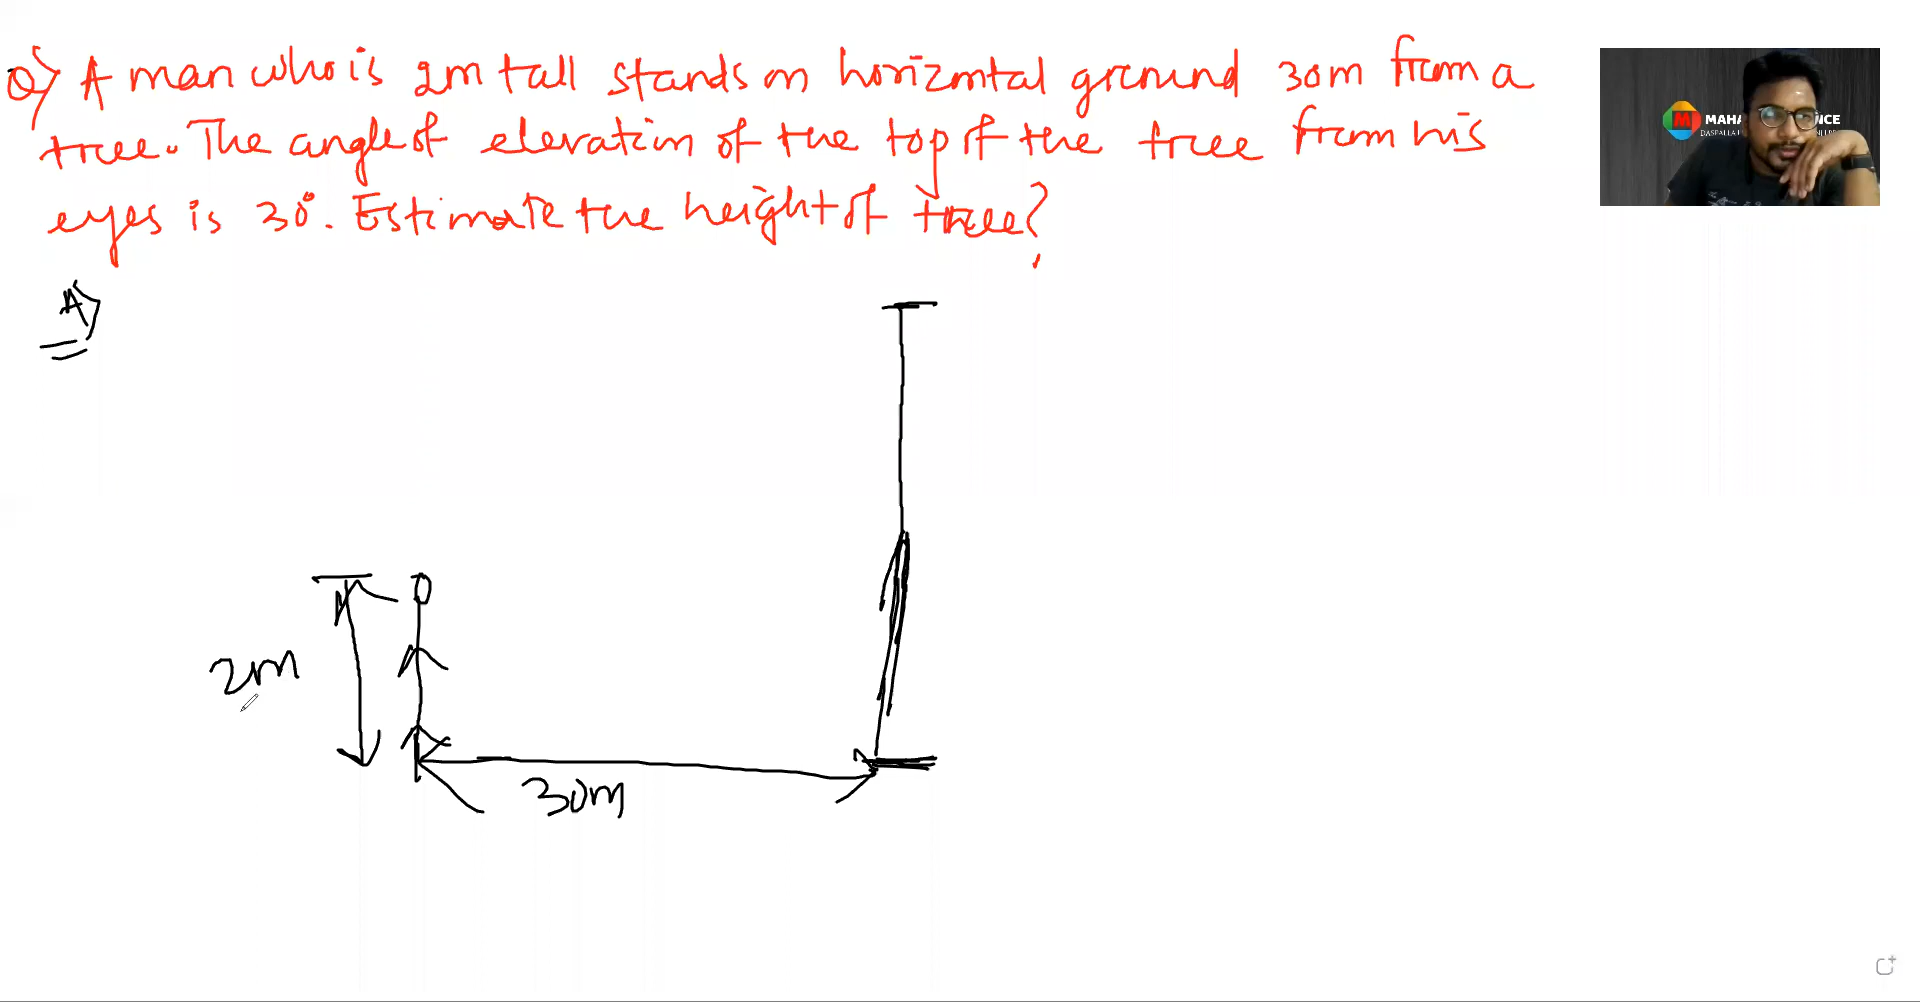 Q) A man who is 2m tall stands on horizontal ground 30m from a
tree. The angle of elevation of the top of the tree from his
eyes is 30°. Estimate the height of tree?
A)
2m
30m
M MAHA